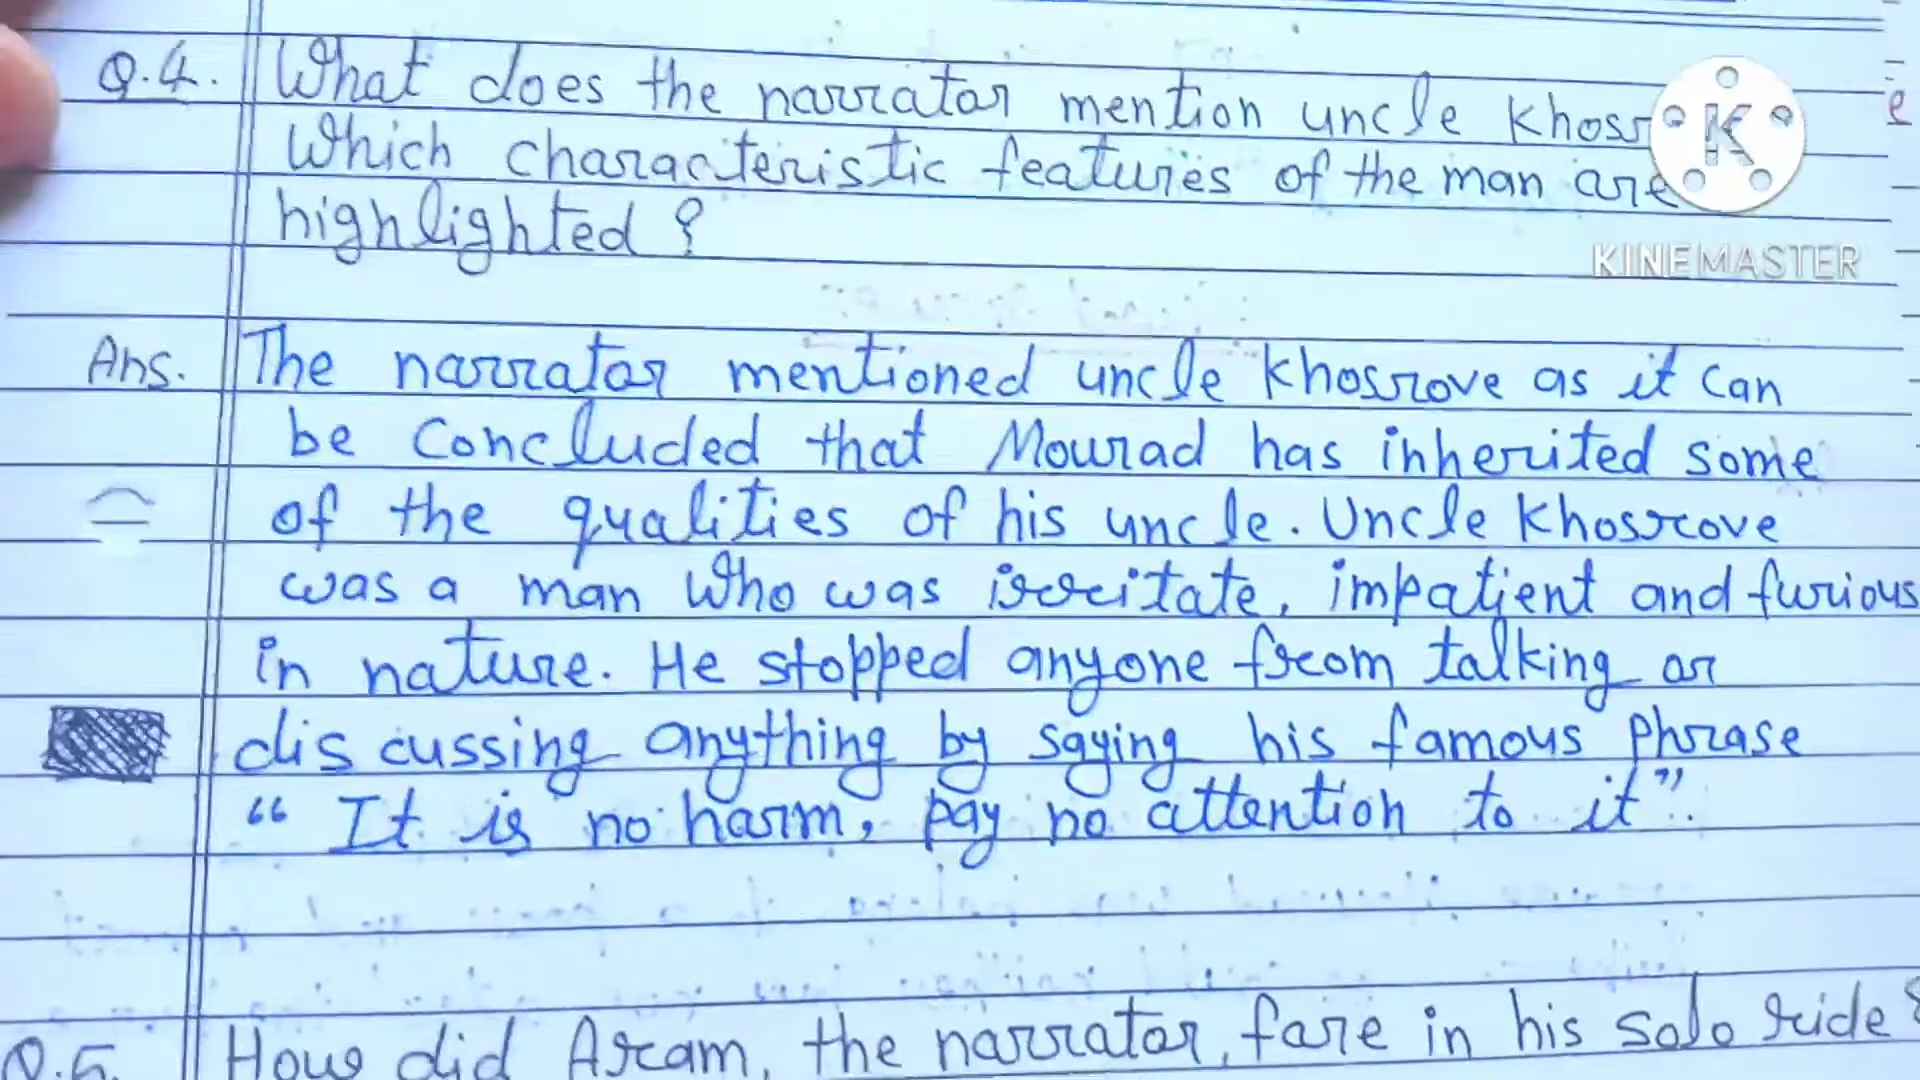 Q.4. What does the narrator mention uncle Khosr
Which characteristic features of the man are
highlighted ?
KINEMASTER
Ans. The narrator mentioned uncle Khosrove as it can
be concluded that Mourad has inherited some
of the qualities of his uncle. Uncle Khosrove
was a man who was irritate, impatient and furious
in nature. He stopped anyone from talking or
dis cussing anything by saying his famous phrase
“ It is no harm, pay no attention to it”.
Q.5. How did Aram, the narrator, fare in his solo ride ?